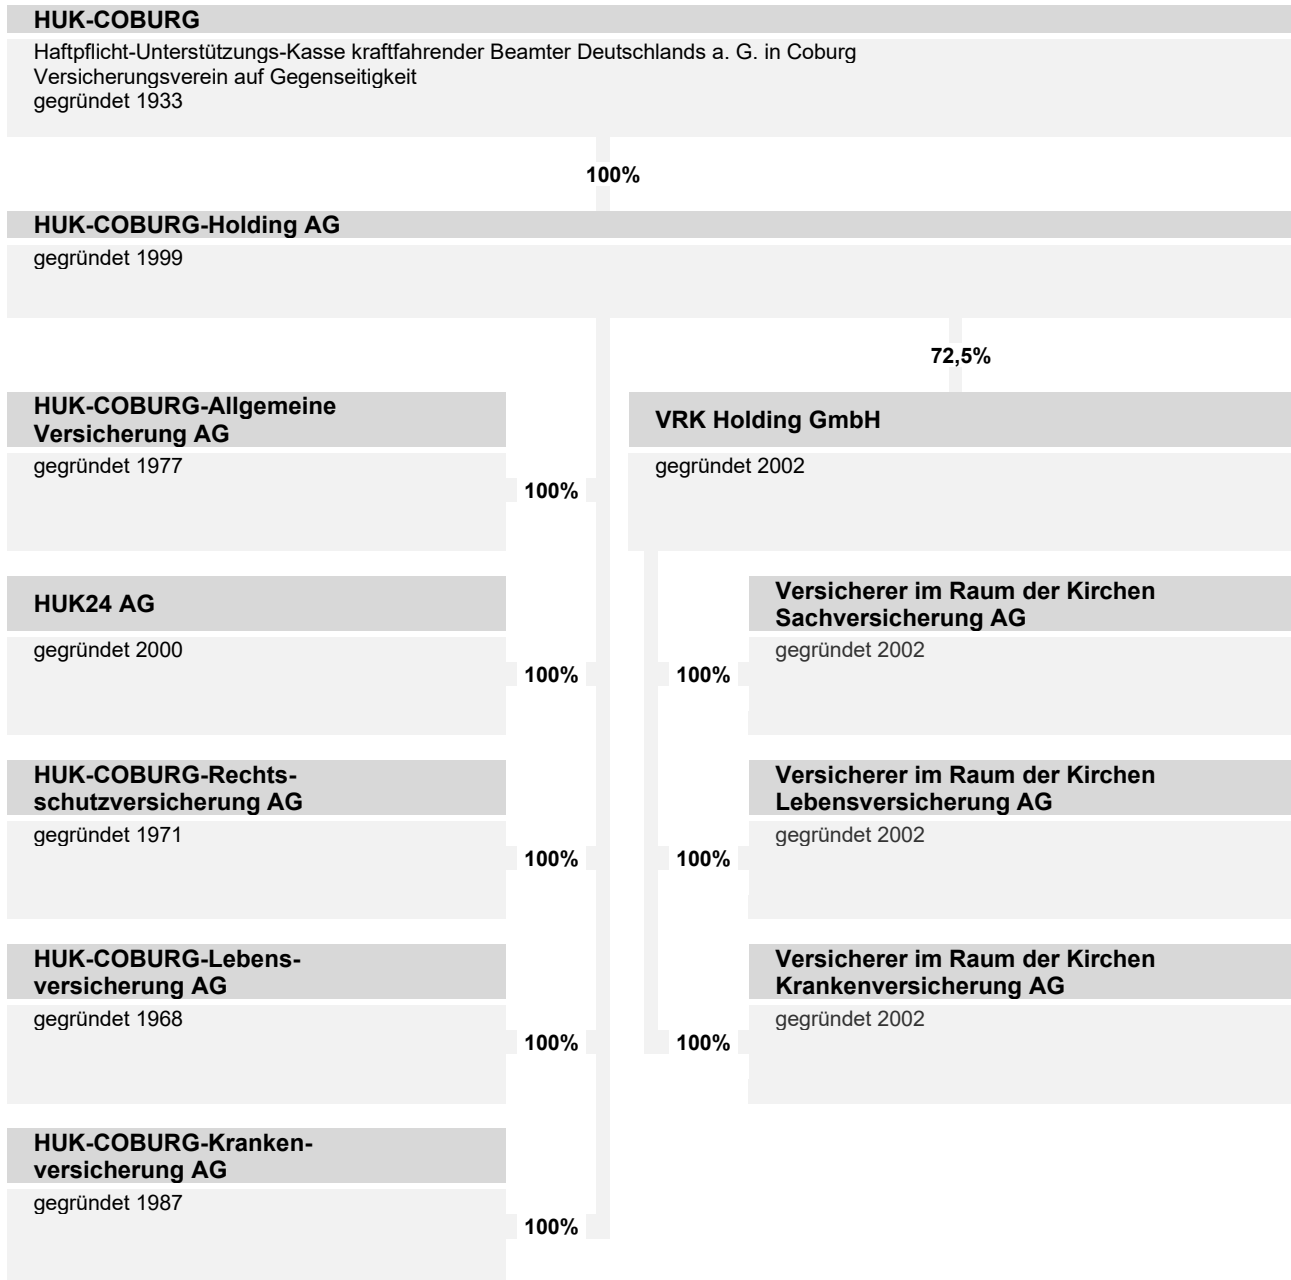 HUK-COBURG
Haftpflicht-Unterstützungs-Kasse kraftfahrender Beamter Deutschlands a. G. in Coburg
Versicherungsverein auf Gegenseitigkeit
gegründet 1933
100%
HUK-COBURG-Holding AG
gegründet 1999
72,5%
HUK-COBURG-Allgemeine
Versicherung AG
gegründet 1977
100%
VRK Holding GmbH
gegründet 2002
HUK24 AG
gegründet 2000
100%
Versicherer im Raum der Kirchen
Sachversicherung AG
gegründet 2002
100%
HUK-COBURG-Rechts-
schutzversicherung AG
gegründet 1971
100%
Versicherer im Raum der Kirchen
Lebensversicherung AG
gegründet 2002
100%
HUK-COBURG-Lebens-
versicherung AG
gegründet 1968
100%
Versicherer im Raum der Kirchen
Krankenversicherung AG
gegründet 2002
100%
HUK-COBURG-Kranken-
versicherung AG
gegründet 1987
100%